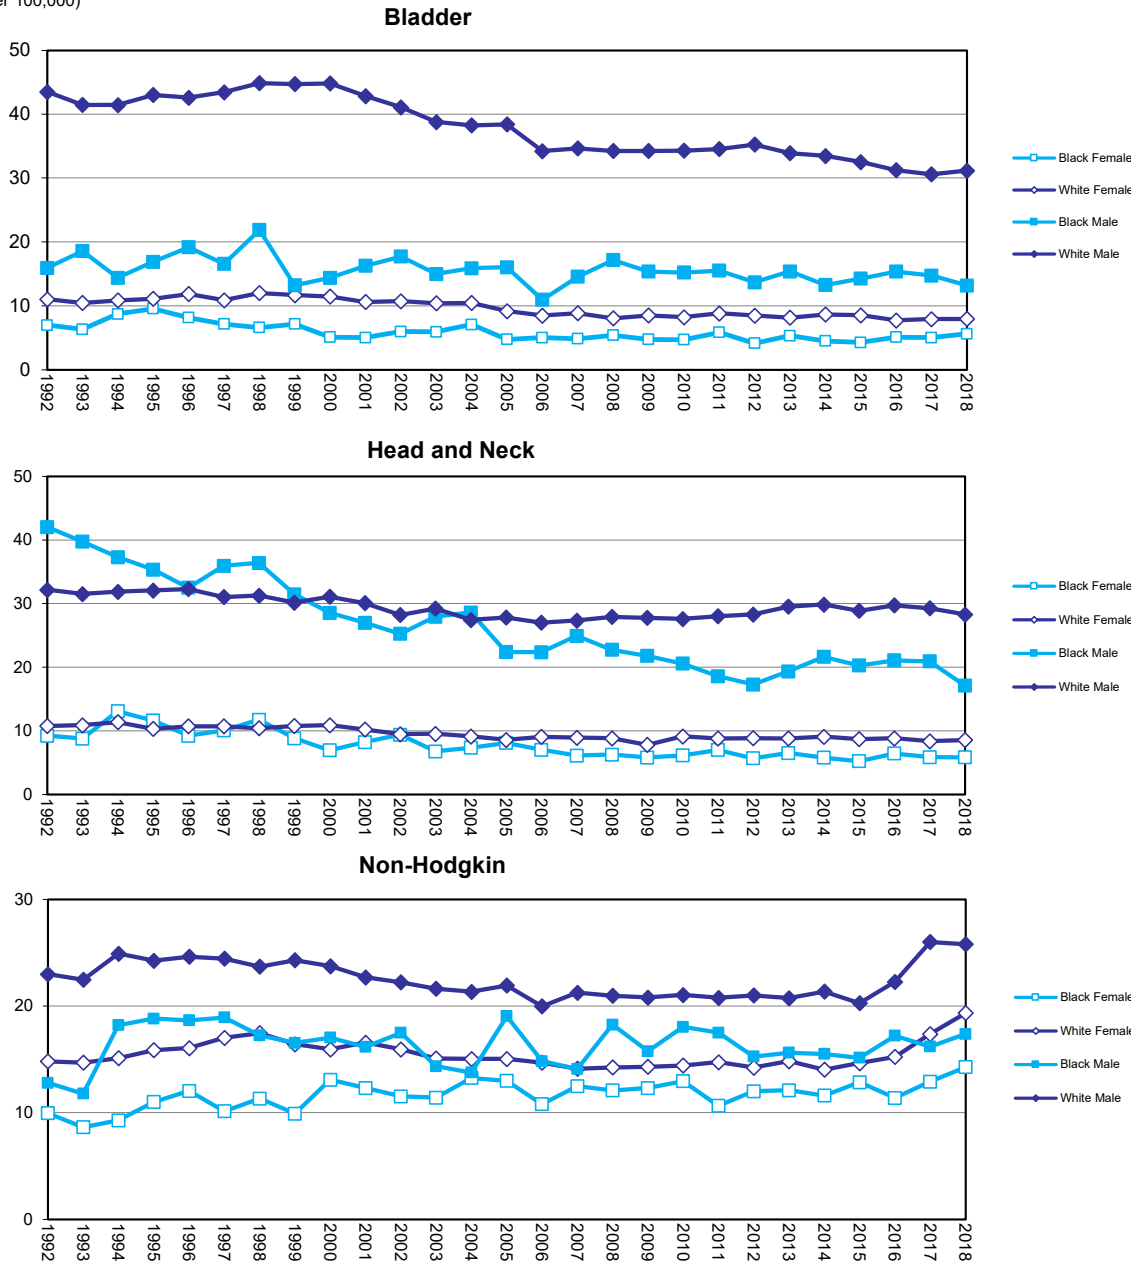 er 100,000)
Bladder
50
40
30
20
10
0
1992 1993 1994 1995 1996 1997 1998 1999 2000 2001 2002 2003 2004 2005 2006 2007 2008 2009 2010 2011 2012 2013 2014 2015 2016 2017 2018
Black Female
White Female
Black Male
White Male
Head and Neck
50
40
30
20
10
0
1992 1993 1994 1995 1996 1997 1998 1999 2000 2001 2002 2003 2004 2005 2006 2007 2008 2009 2010 2011 2012 2013 2014 2015 2016 2017 2018
Black Female
White Female
Black Male
White Male
Non-Hodgkin
30
20
10
0
1992 1993 1994 1995 1996 1997 1998 1999 2000 2001 2002 2003 2004 2005 2006 2007 2008 2009 2010 2011 2012 2013 2014 2015 2016 2017 2018
Black Female
White Female
Black Male
White Male